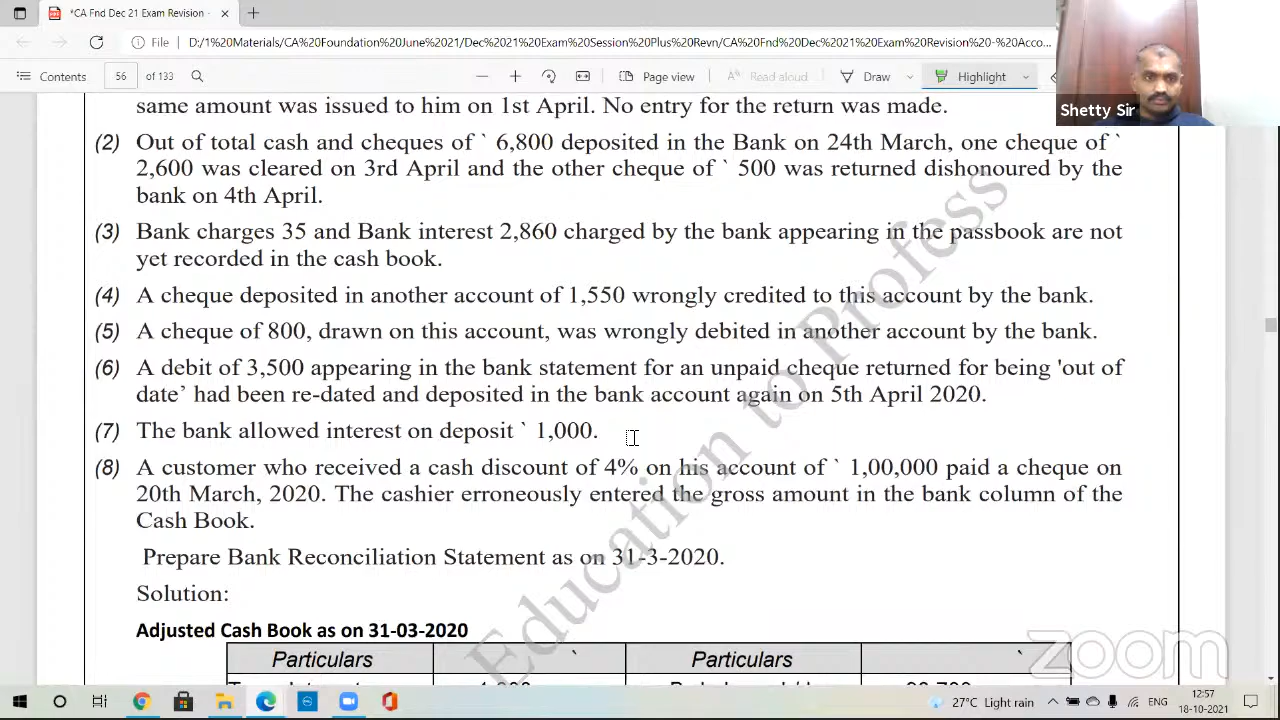 *CA Fnd Dec 21 Exam Revision -
File
D:/1%20Materials/CA%20Foundation%20June%2021/Dec%2021%20Exam%20Session%20Plus%20Revn/CA%20Fnd%20Dec%2021%20Exam%20Revision%20-%20Acco...
Contents 56 of 133 Page view Read aloud Draw Highlight
Shetty Sir
same amount was issued to him on 1st April. No entry for the return was made.
(2) Out of total cash and cheques of ` 6,800 deposited in the Bank on 24th March, one cheque of `
2,600 was cleared on 3rd April and the other cheque of ` 500 was returned dishonoured by the
bank on 4th April.
(3) Bank charges 35 and Bank interest 2,860 charged by the bank appearing in the passbook are not
yet recorded in the cash book.
(4) A cheque deposited in another account of 1,550 wrongly credited to this account by the bank.
(5) A cheque of 800, drawn on this account, was wrongly debited in another account by the bank.
(6) A debit of 3,500 appearing in the bank statement for an unpaid cheque returned for being 'out of
date’ had been re-dated and deposited in the bank account again on 5th April 2020.
(7) The bank allowed interest on deposit ` 1,000.
(8) A customer who received a cash discount of 4% on his account of ` 1,00,000 paid a cheque on
20th March, 2020. The cashier erroneously entered the gross amount in the bank column of the
Cash Book.
Prepare Bank Reconciliation Statement as on 31-3-2020.
Solution:
Adjusted Cash Book as on 31-03-2020
Particulars ` Particulars `
Education to Profess
zoom
27°C Light rain
ENG
12:57
18-10-2021